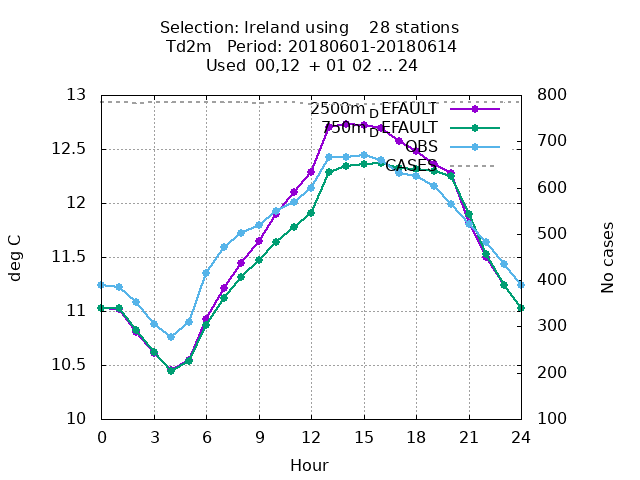 Selection: Ireland using 28 stations
Td2m Period: 20180601-20180614
Used 00,12 + 01 02 ... 24
13 800
2500mDEFAULT
750mDEFAULT
OBS
CASES
12.5 700
12 600
11.5 500
11 400
10.5 300
10 200
100
deg C
No cases
0 3 6 9 12 15 18 21 24
Hour